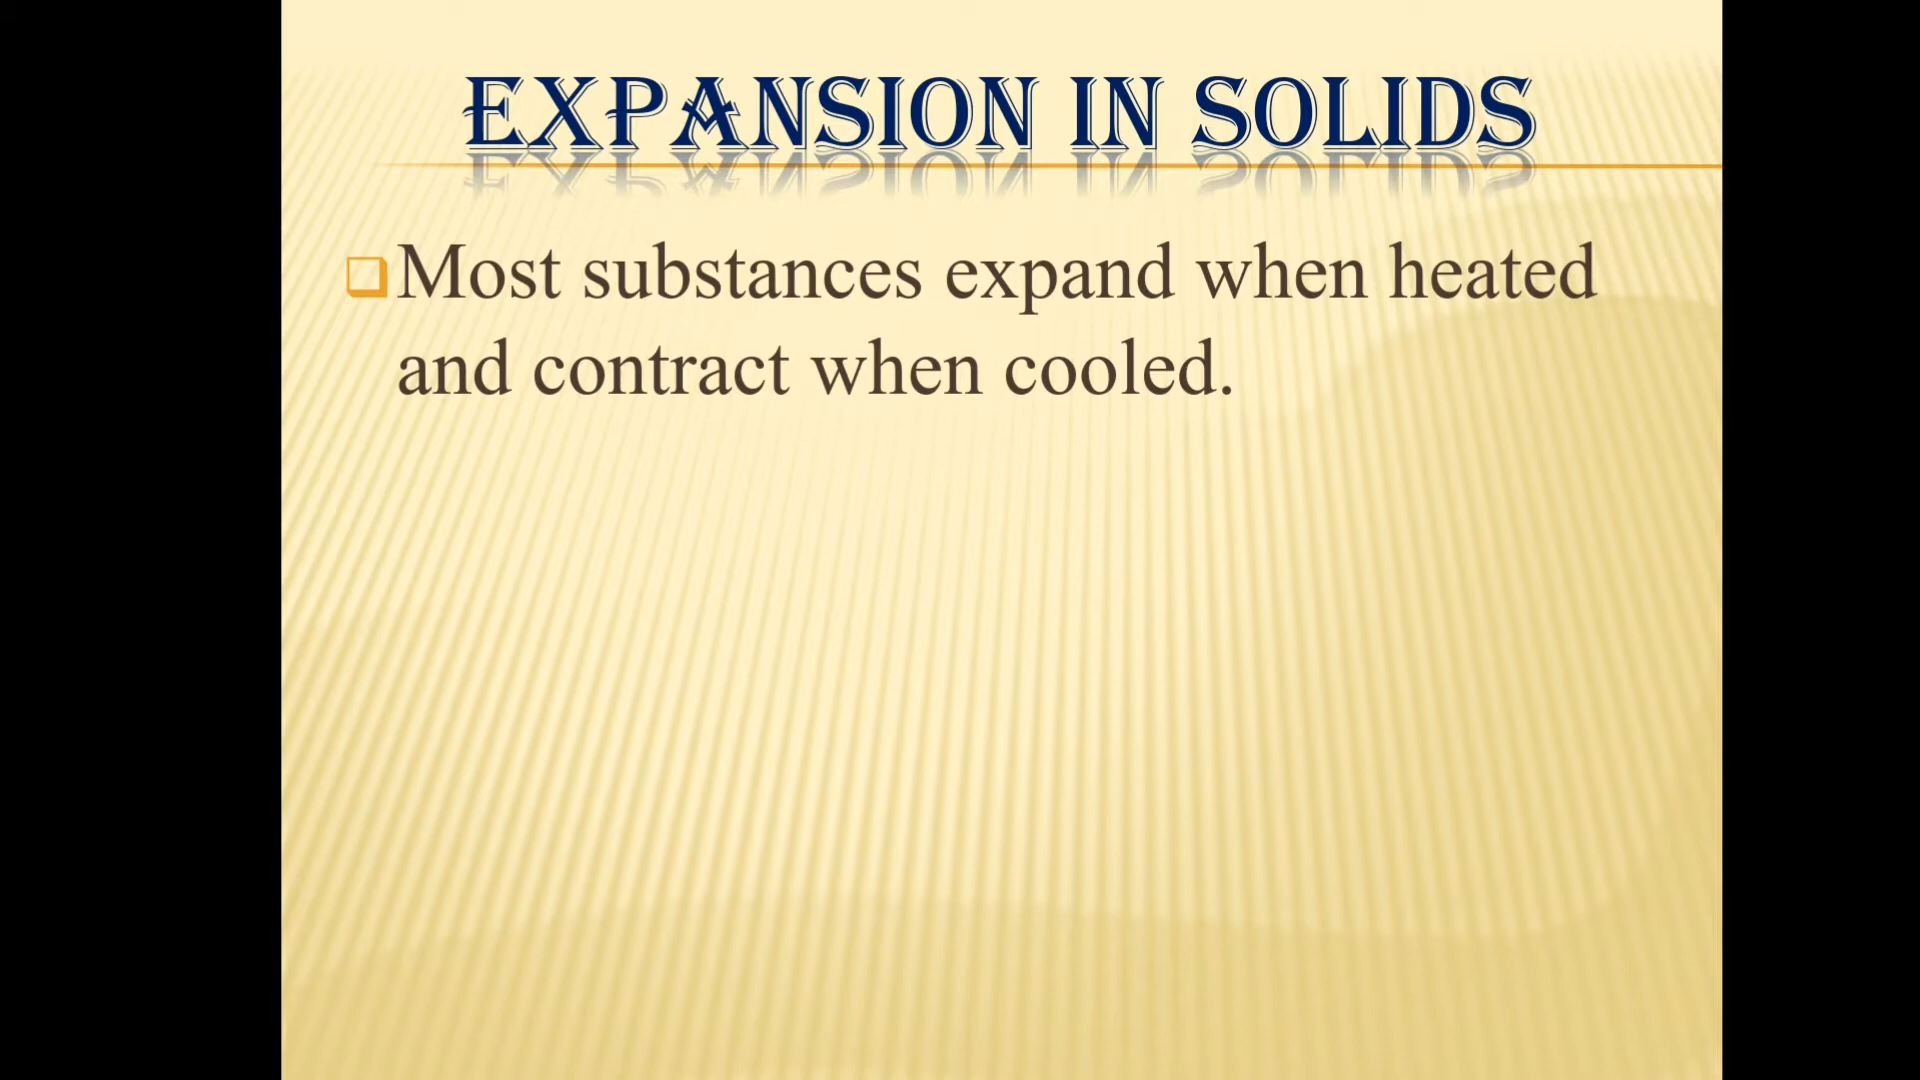 EXPANSION IN SOLIDS
Most substances expand when heated
and contract when cooled.